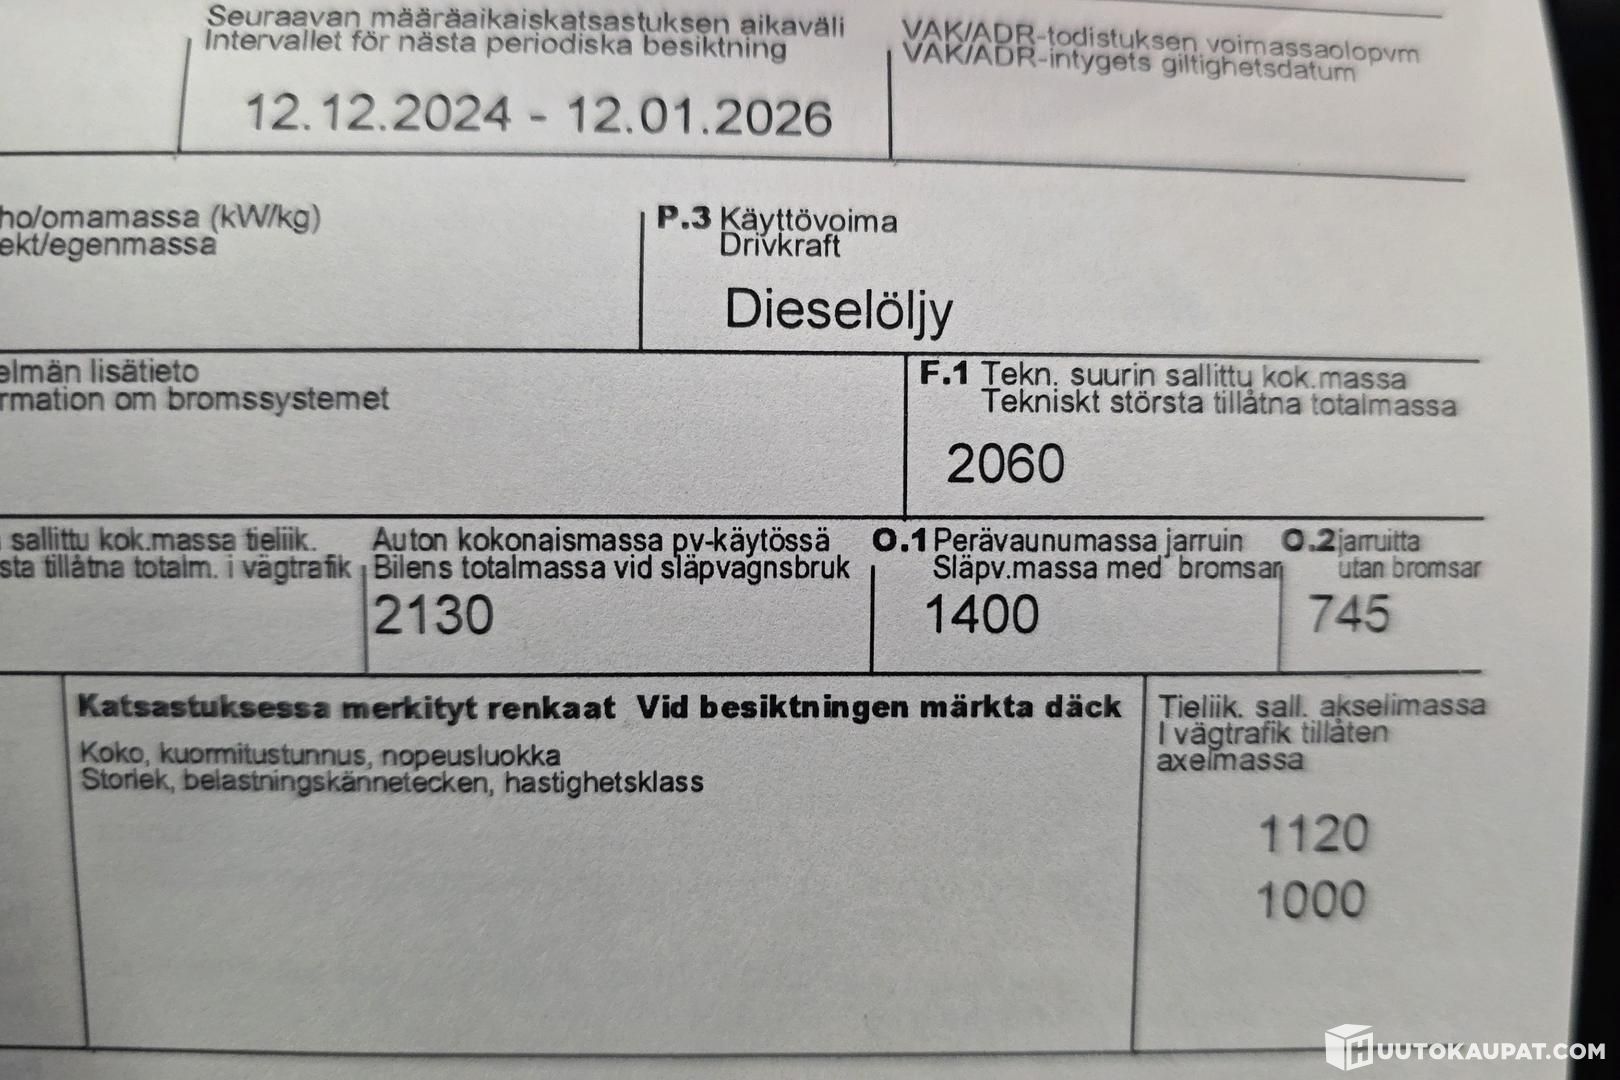 Seuraavan määräaikaiskatsastuksen aikaväli
Intervallet för nästa periodiska besiktning
12.12.2024 - 12.01.2026
VAK/ADR-todistuksen voimassaolopvm
VAK/ADR-intygets giltighetsdatum
ho/omamassa (kW/kg)
ekt/egenmassa
P.3 Käyttövoima
Drivkraft
Dieselöljy
elmän lisätieto
rmation om bromssystemet
F.1 Tekn. suurin sallittu kok.massa
Tekniskt största tillåtna totalmassa
2060
sallittu kok.massa tieliik.
sta tillåtna totalm. i vägtrafik
Auton kokonaismassa pv-käytössä
Bilens totalmassa vid släpvagnsbruk
2130
O.1 Perävaunumassa jarruin
Släpv.massa med bromsar
1400
O.2 jarruitta
utan bromsar
745
Katsastuksessa merkityt renkaat Vid besiktningen märkta däck
Koko, kuormitustunnus, nopeusluokka
Storlek, belastningskännetecken, hastighetsklass
Tieliik. sall. akselimassa
I vägtrafik tillåten
axelmassa
1120
1000
HUUTOKAUPAT.COM